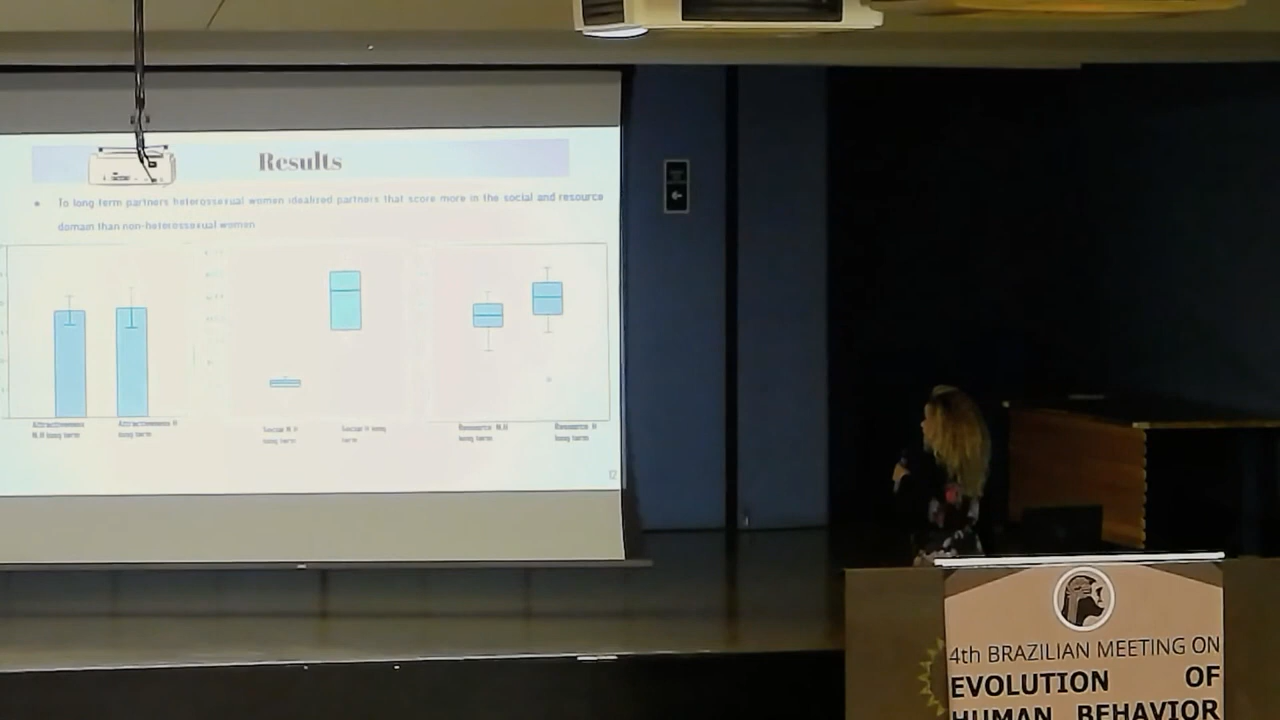 Results
To long term partners heterossexual women idealized partners that score more in the social and resource
domain than non-heterossexual women
Attractiveness
N.H long term
Attractiveness H
long term
Social N.H
long term
Social H long
term
Resource N.H
long term
Resource H
long term
12
4th BRAZILIAN MEETING ON
EVOLUTION OF
HUMAN BEHAVIOR